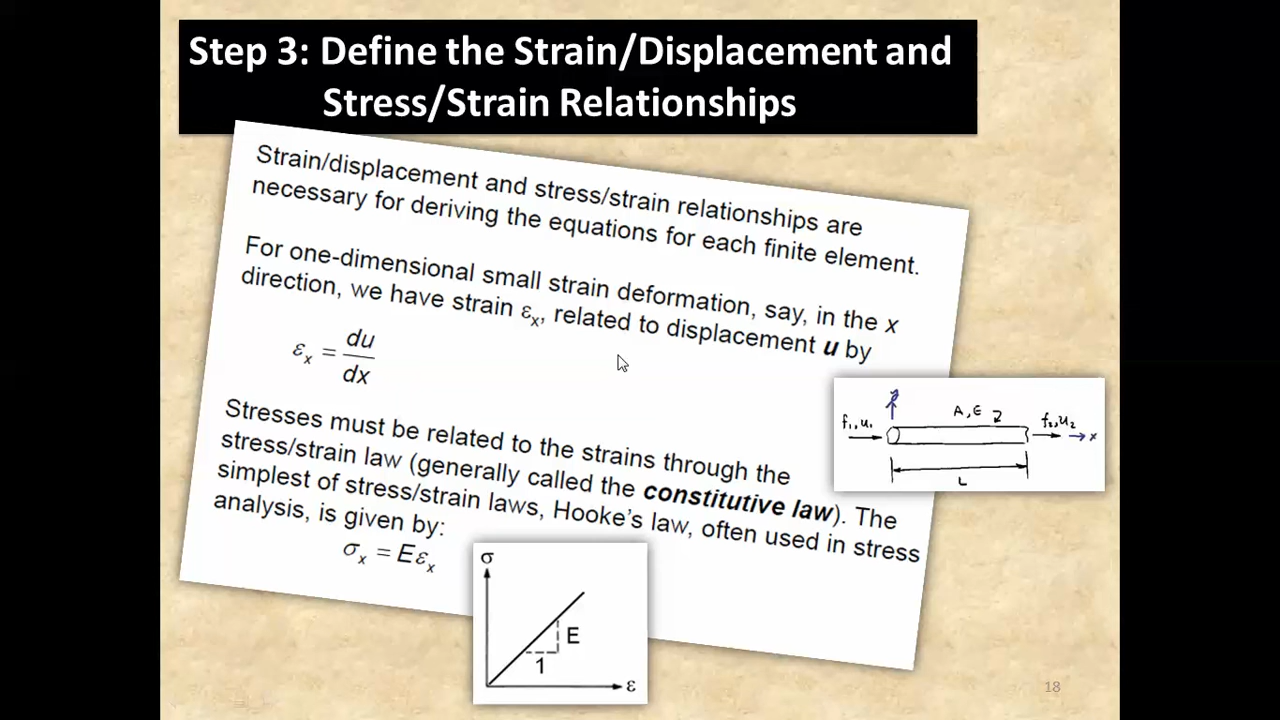 Step 3: Define the Strain/Displacement and
Stress/Strain Relationships
Strain/displacement and stress/strain relationships are
necessary for deriving the equations for each finite element.
For one-dimensional small strain deformation, say, in the x
direction, we have strain εx, related to displacement u by
εx = du/dx
Stresses must be related to the strains through the
stress/strain law (generally called the constitutive law). The
simplest of stress/strain laws, Hooke's law, often used in stress
analysis, is given by:
σx = Eεx
A, E
f₁, u₁
f₂, u₂
x
L
σ
E
1
ε
18